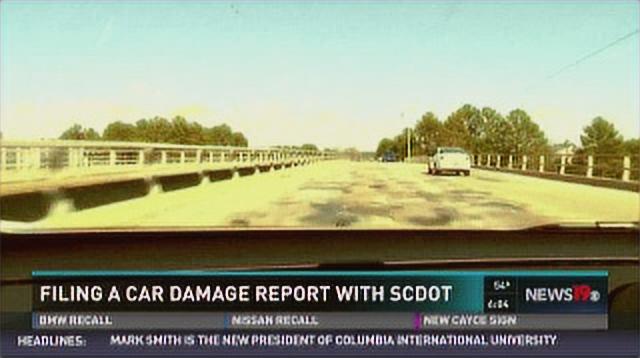 FILING A CAR DAMAGE REPORT WITH SCDOT
54°
6:04
NEWS19
BMW RECALL
NISSAN RECALL
NEW CAYCE SIGN
HEADLINES: MARK SMITH IS THE NEW PRESIDENT OF COLUMBIA INTERNATIONAL UNIVERSITY